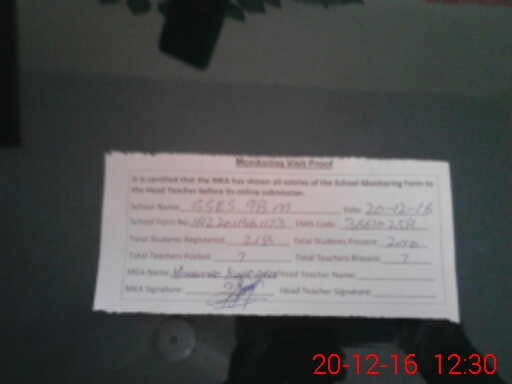 Monitoring Visit Proof
It is certified that the MEA has shown all entries of the School Monitoring Form to
the Head Teacher before its online submission.
School Name: GGES 98 M Date: 20-12-16
School Form No: EMIS Code:
Total Students Registered: 218 Total Students Present: 200
Total Teachers Posted: 7 Total Teachers Present: 7
MEA Name: Head Teacher Name:
MEA Signature: Head Teacher Signature:
20-12-16 12:30